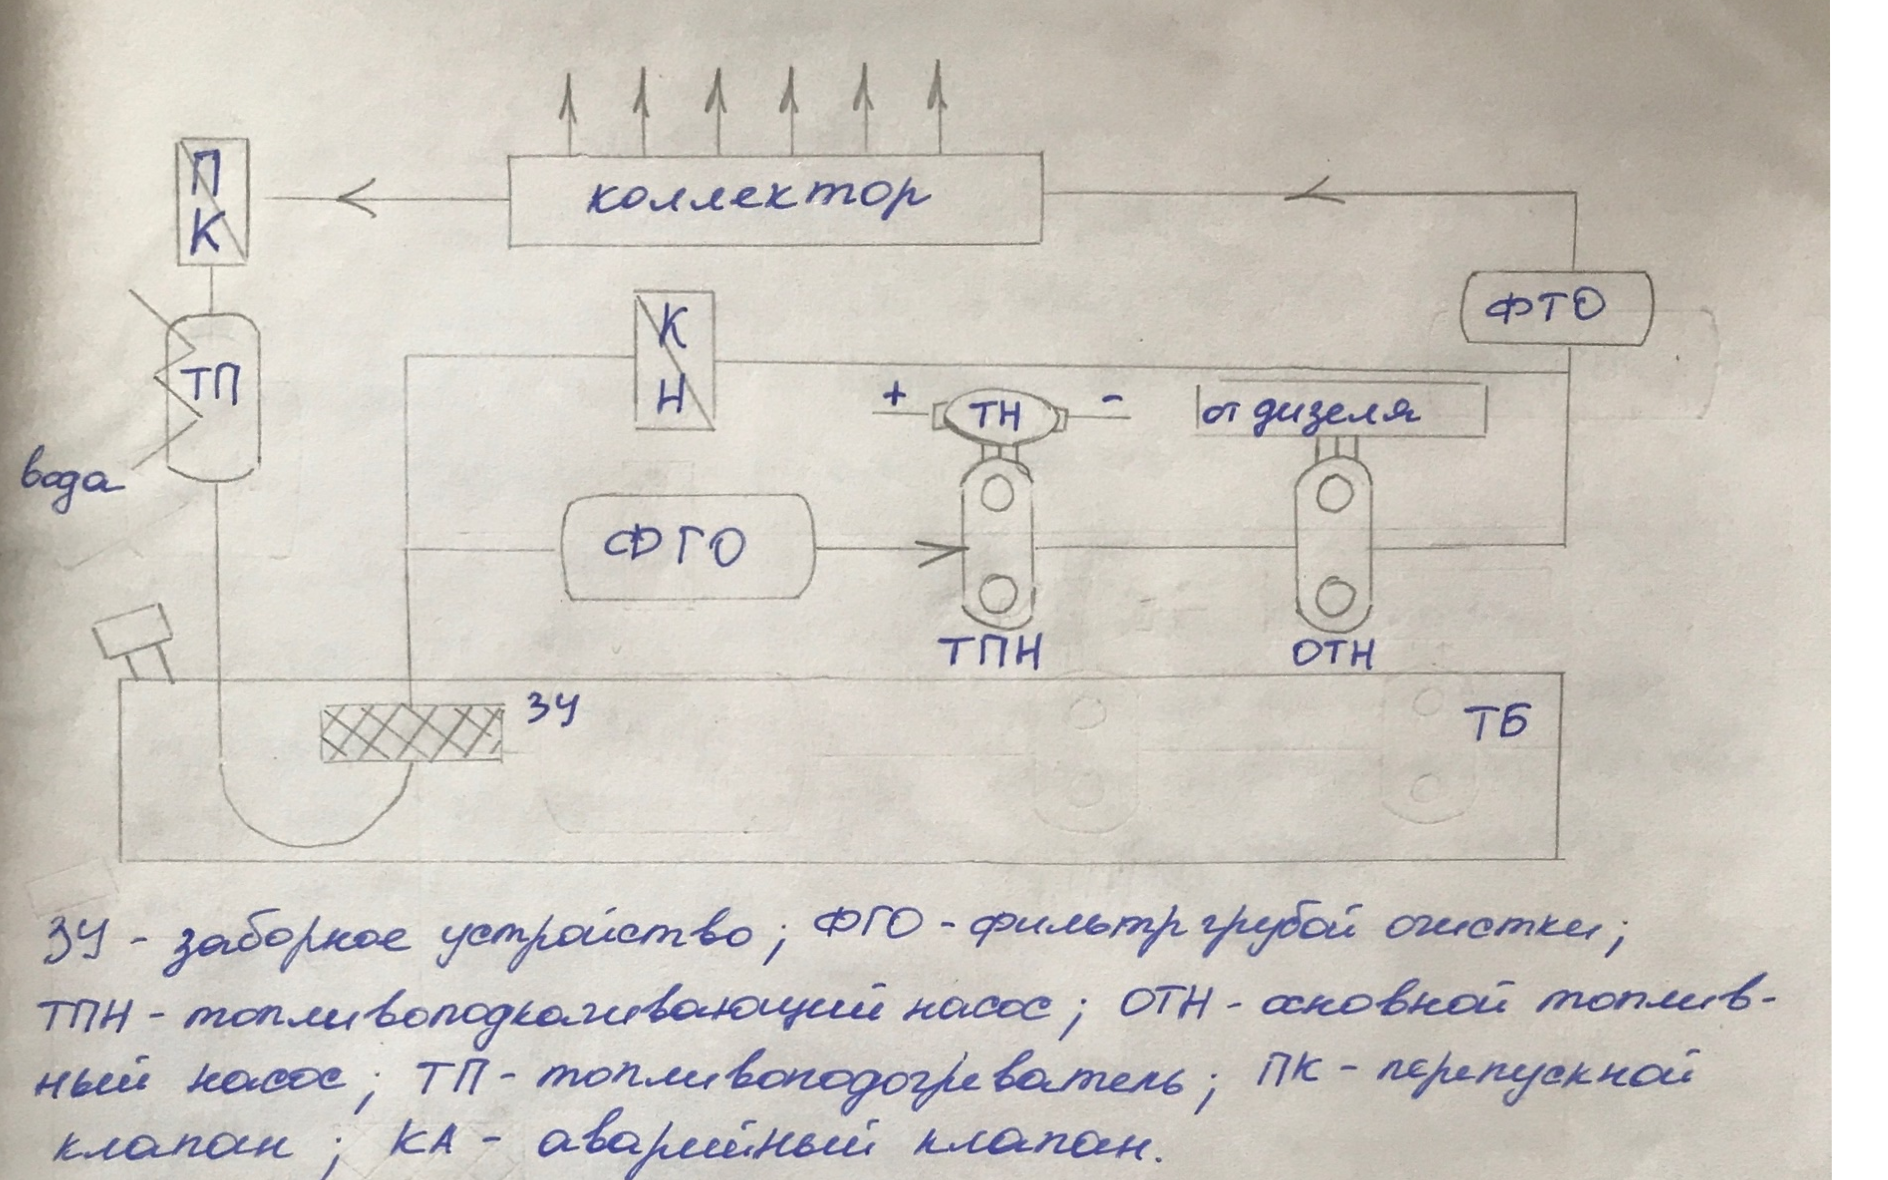 П
К
коллектор
ФТО
К
Н
ТП
+
ТН
-
от дизеля
вода
ФГО
ТПН
ОТН
ЗУ
ТБ
ЗУ - заборное устройство; ФГО - фильтр грубой очистки;
ТПН - топливоподкачивающий насос; ОТН - основной топлив-
ный насос; ТП - топливоподогреватель; ПК - перепускной
клапан; КА - аварийный клапан.